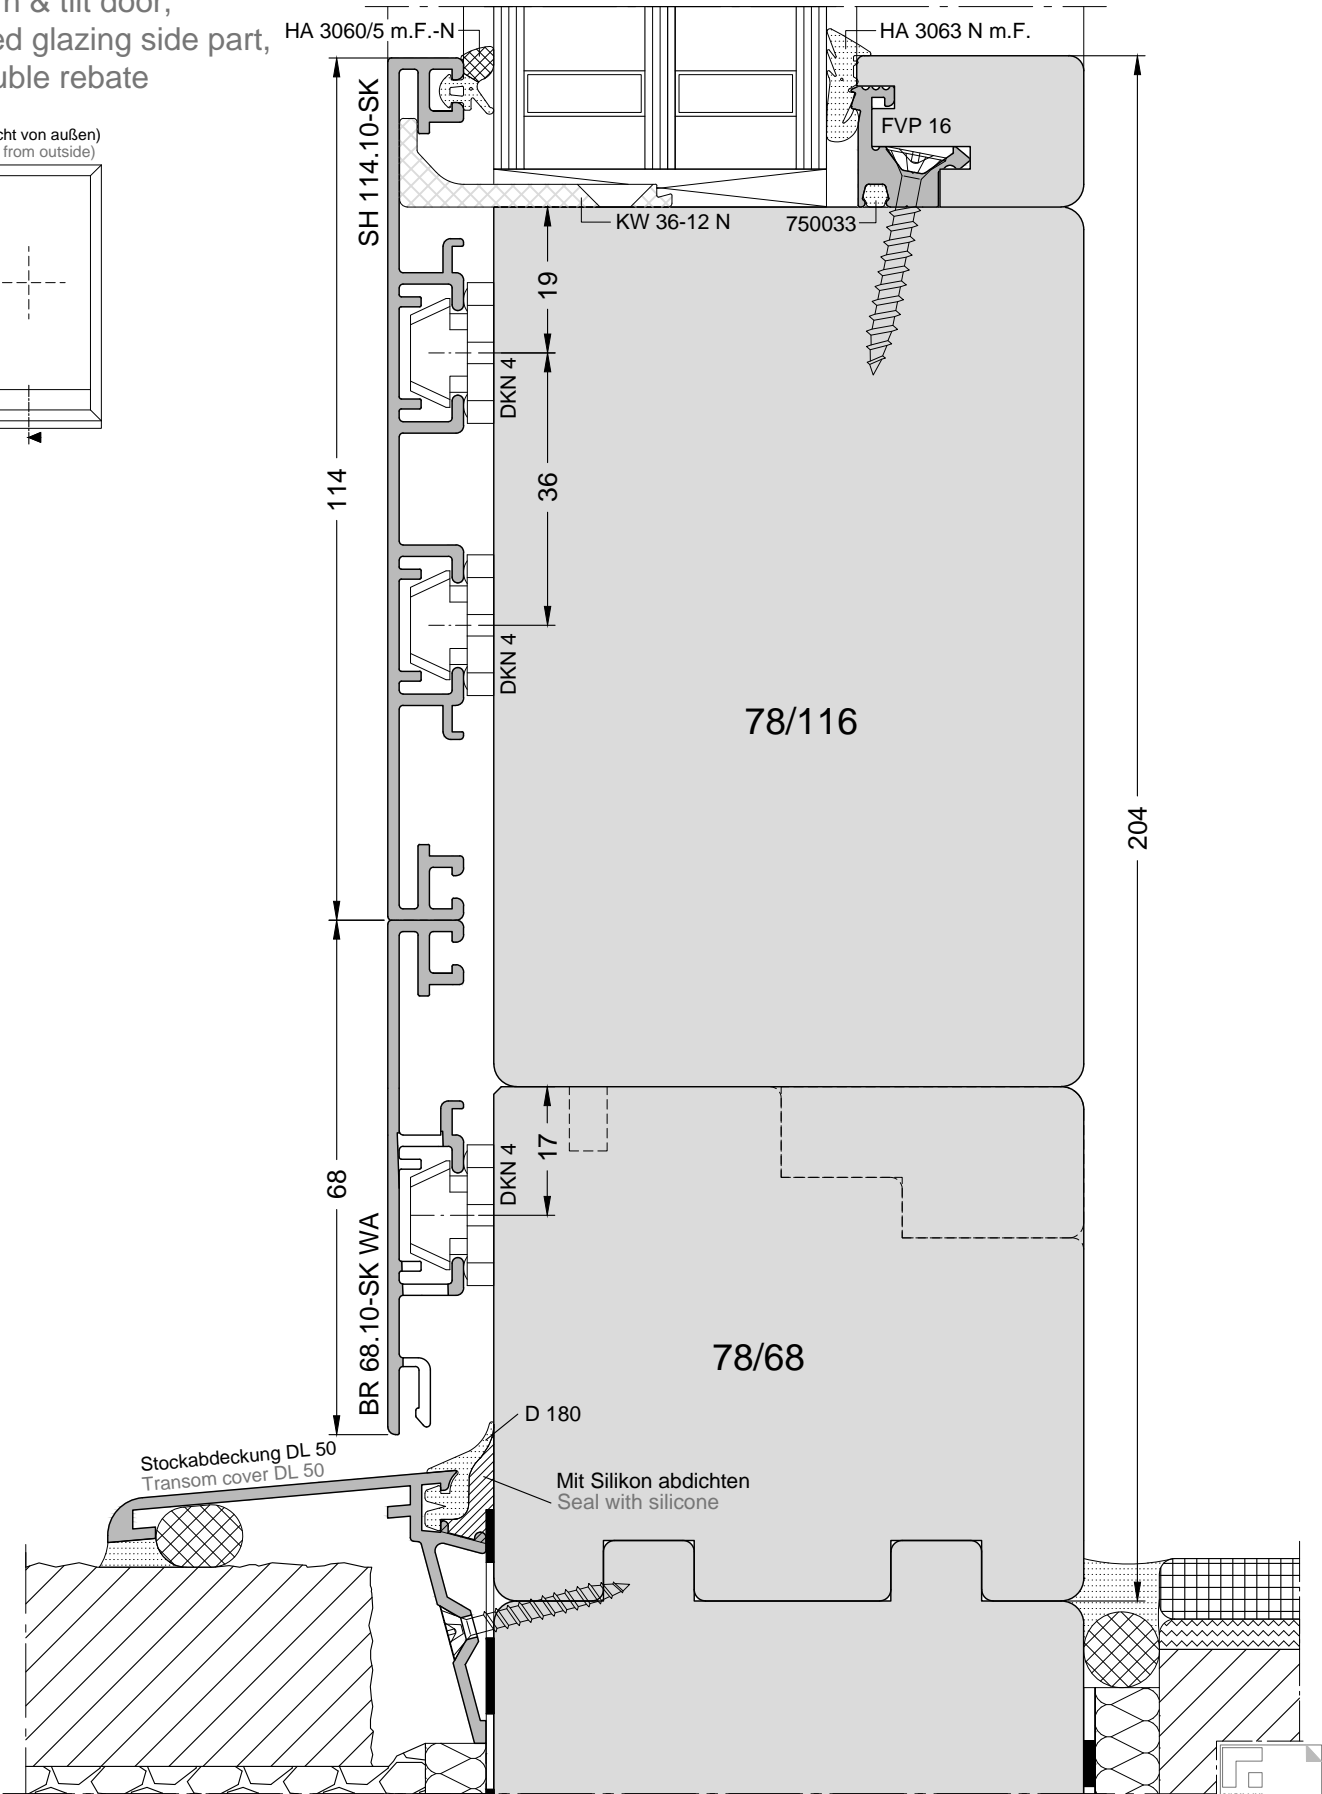 & tilt door,
glazing side part,
rebate
von außen)
from outside)
HA 3060/5 m.F.-N
HA 3063 N m.F.
SH 114.10-SK
FVP 16
KW 36-12 N
750033
19
DKN 4
36
114
DKN 4
78/116
204
17
DKN 4
68
BR 68.10-SK WA
78/68
D 180
Stockabdeckung DL 50
Transom cover DL 50
Mit Silikon abdichten
Seal with silicone